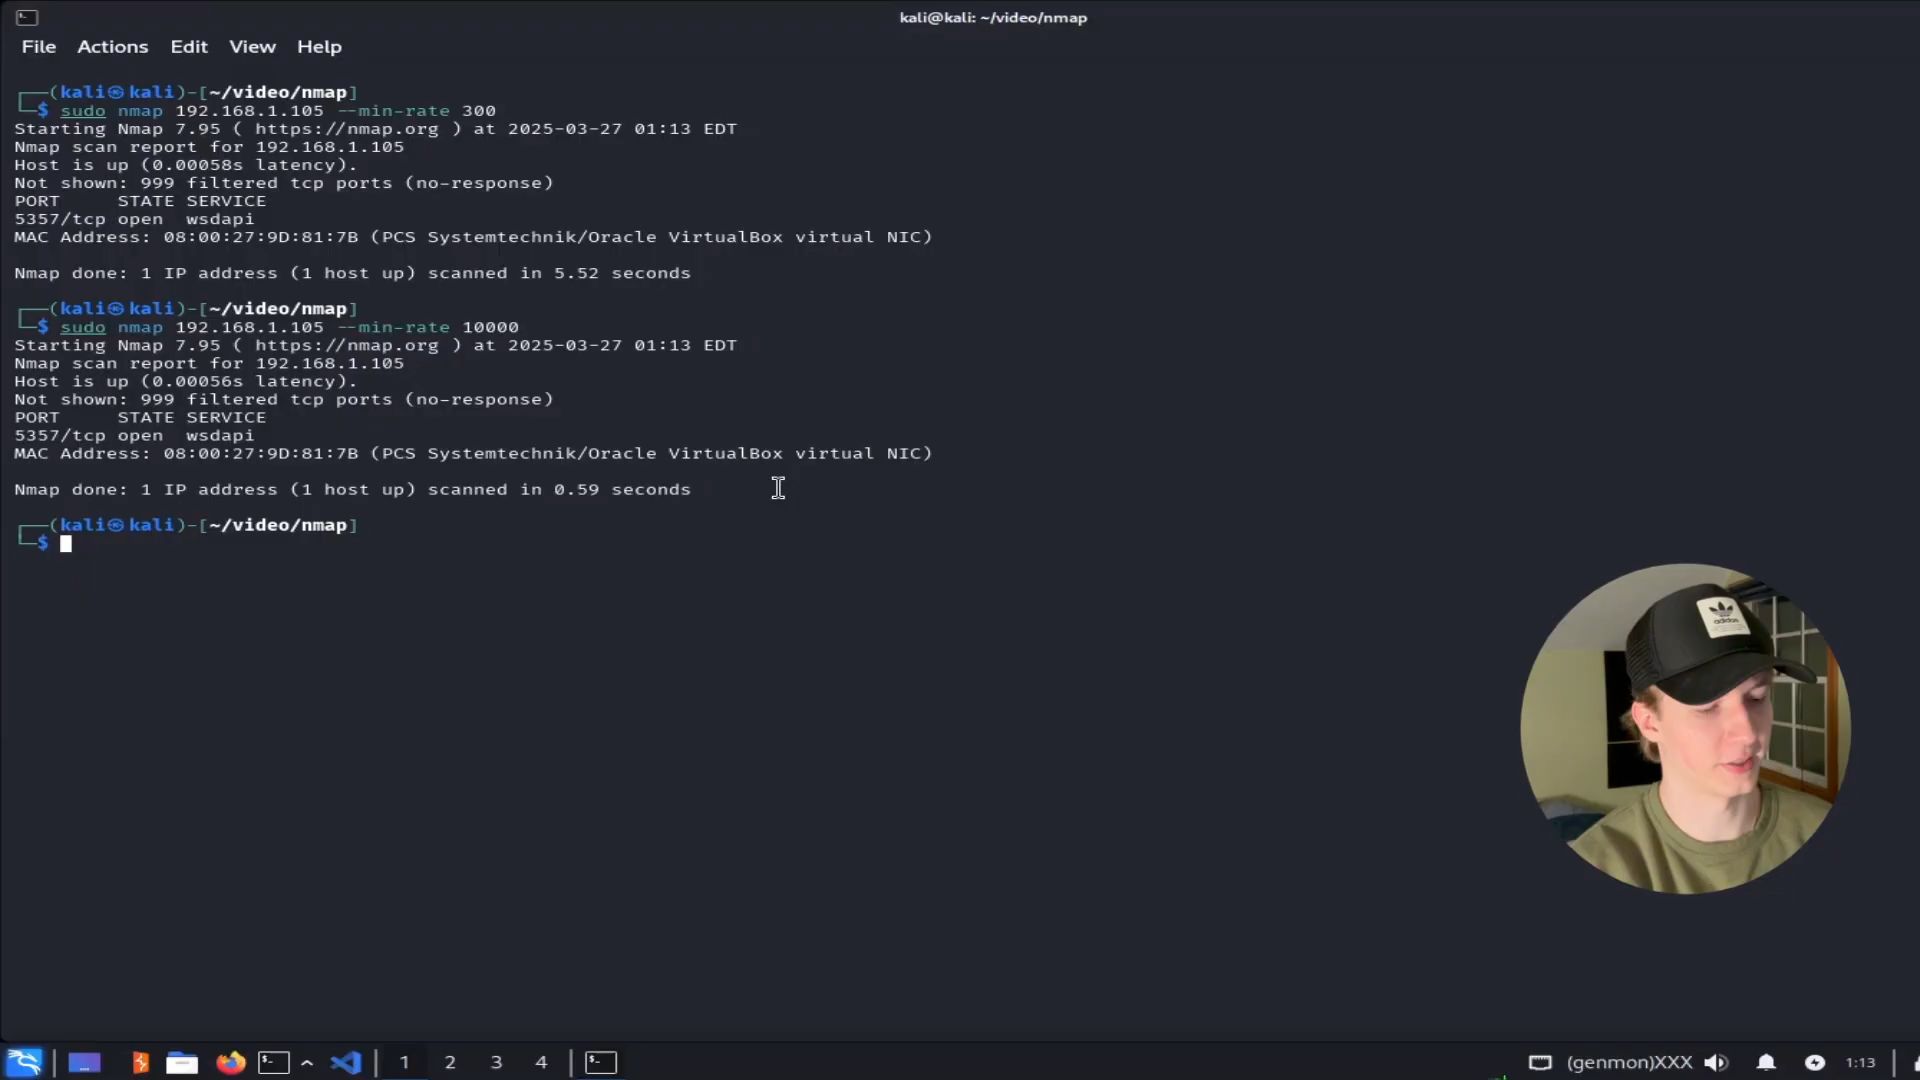 kali@kali: ~/video/nmap
File Actions Edit View Help
┌──(kali㉿kali)-[~/video/nmap]
└─$ sudo nmap 192.168.1.105 --min-rate 300
Starting Nmap 7.95 ( https://nmap.org ) at 2025-03-27 01:13 EDT
Nmap scan report for 192.168.1.105
Host is up (0.00058s latency).
Not shown: 999 filtered tcp ports (no-response)
PORT     STATE SERVICE
5357/tcp open  wsdapi
MAC Address: 08:00:27:9D:81:7B (PCS Systemtechnik/Oracle VirtualBox virtual NIC)
Nmap done: 1 IP address (1 host up) scanned in 5.52 seconds
┌──(kali㉿kali)-[~/video/nmap]
└─$ sudo nmap 192.168.1.105 --min-rate 10000
Starting Nmap 7.95 ( https://nmap.org ) at 2025-03-27 01:13 EDT
Nmap scan report for 192.168.1.105
Host is up (0.00056s latency).
Not shown: 999 filtered tcp ports (no-response)
PORT     STATE SERVICE
5357/tcp open  wsdapi
MAC Address: 08:00:27:9D:81:7B (PCS Systemtechnik/Oracle VirtualBox virtual NIC)
Nmap done: 1 IP address (1 host up) scanned in 0.59 seconds
┌──(kali㉿kali)-[~/video/nmap]
└─$
adidas
1 2 3 4 (genmon)XXX 1:13